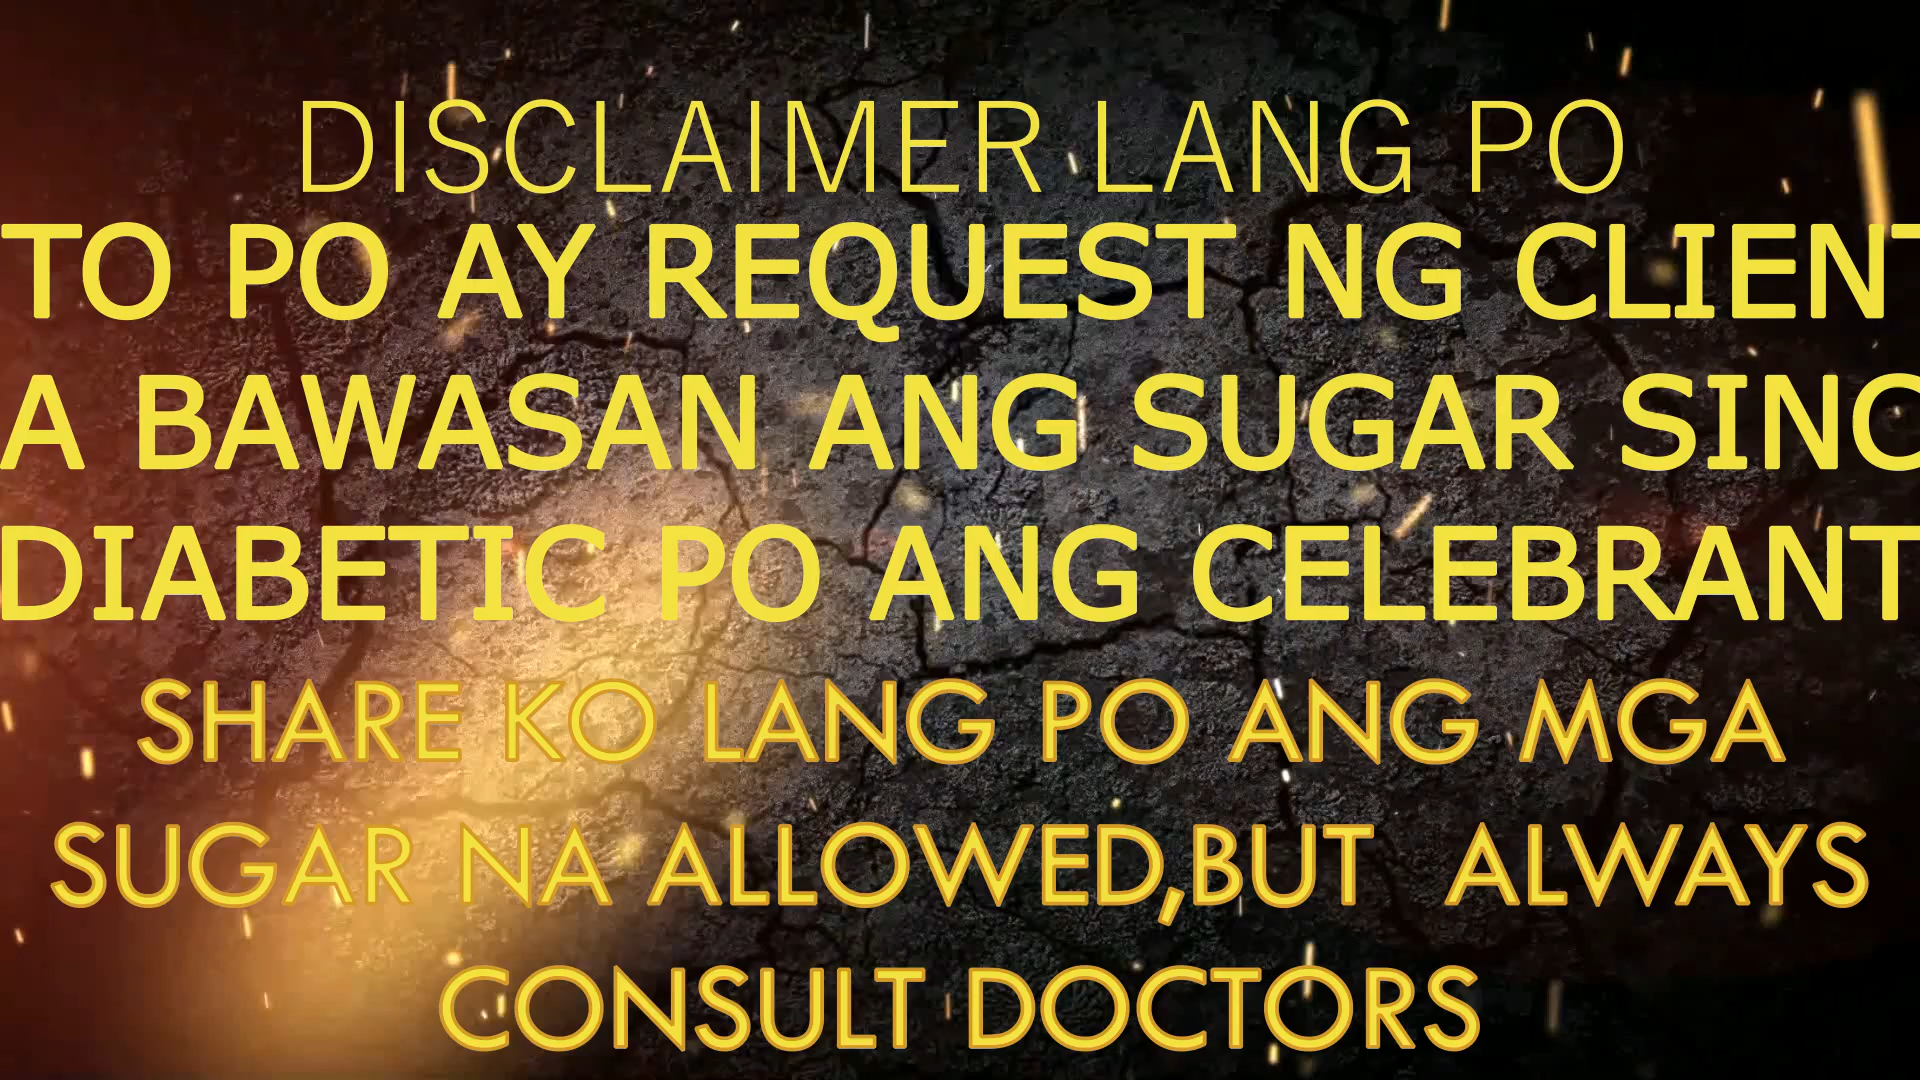 DISCLAIMER LANG PO
TO PO AY REQUEST NG CLIENT
A BAWASAN ANG SUGAR SINC
DIABETIC PO ANG CELEBRANT
SHARE KO LANG PO ANG MGA
SUGAR NA ALLOWED,BUT ALWAYS
CONSULT DOCTORS